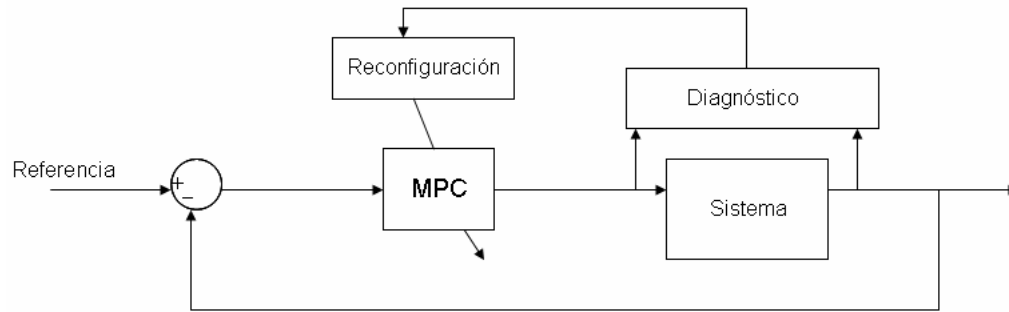 Reconfiguración
Diagnóstico
Referencia
+
−
MPC
Sistema